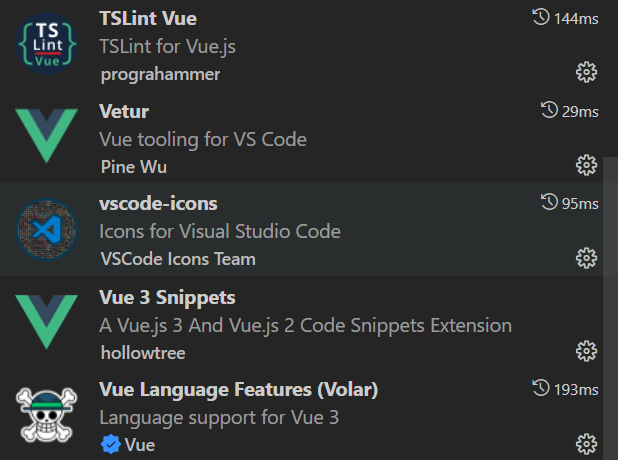 TS
Lint
Vue
TSLint Vue
144ms
TSLint for Vue.js
prograhammer
Vetur
29ms
Vue tooling for VS Code
Pine Wu
vscode-icons
95ms
Icons for Visual Studio Code
VSCode Icons Team
Vue 3 Snippets
A Vue.js 3 And Vue.js 2 Code Snippets Extension
hollowtree
Vue Language Features (Volar)
193ms
Language support for Vue 3
Vue